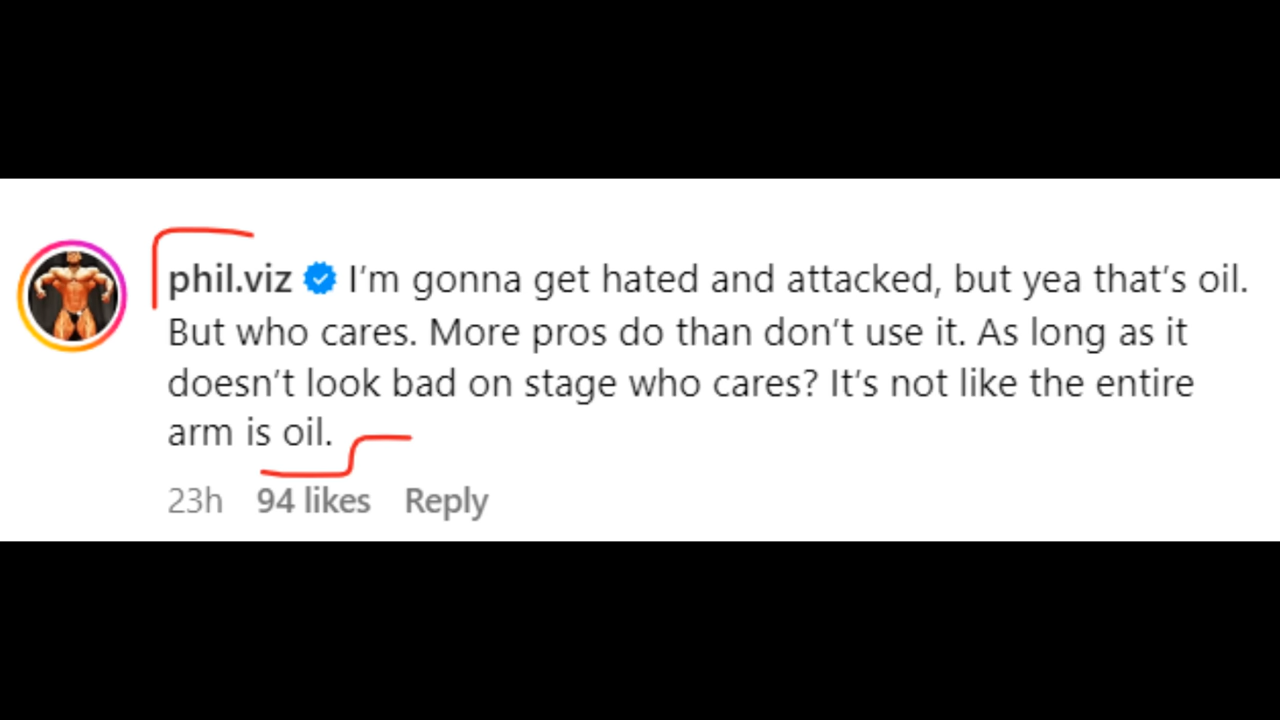 phil.viz I’m gonna get hated and attacked, but yea that’s oil.
But who cares. More pros do than don’t use it. As long as it
doesn’t look bad on stage who cares? It’s not like the entire
arm is oil.
23h 94 likes Reply